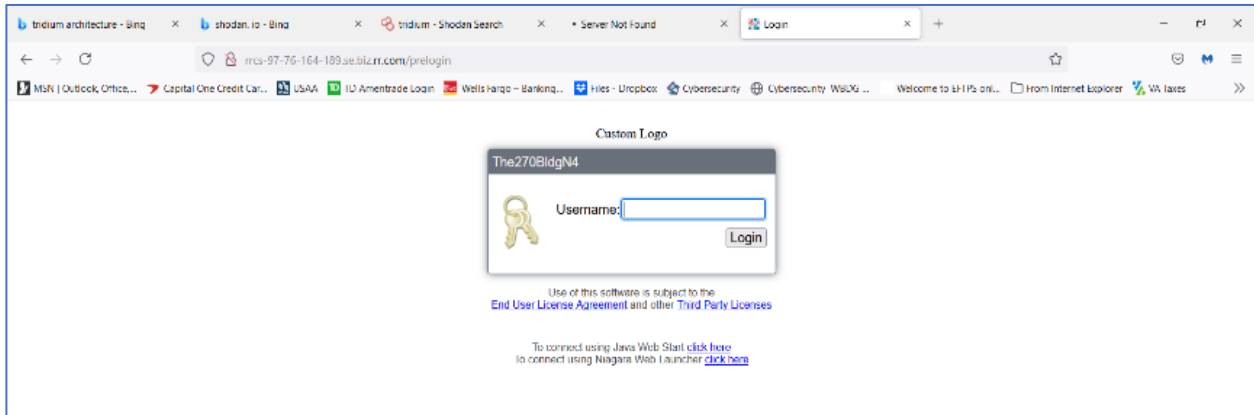 tridium architecture - Bing
shodan. io - Bing
tridium - Shodan Search
Server Not Found
Login
rrcs-97-76-164-189.se.biz.rr.com/prelogin
MSN | Outlook, Office,...
Capital One Credit Car...
USAA
TD Amentrade Login
Wells Fargo – Banking...
Files - Dropbox
Cybersecurity
Cybersecurity WBDG ...
Welcome to EFTPS onl...
From Internet Explorer
VA Taxes
Custom Logo
The270BldgN4
Username:
Login
Use of this software is subject to the
End User License Agreement and other Third Party Licenses
To connect using Java Web Start click here
To connect using Niagara Web Launcher click here